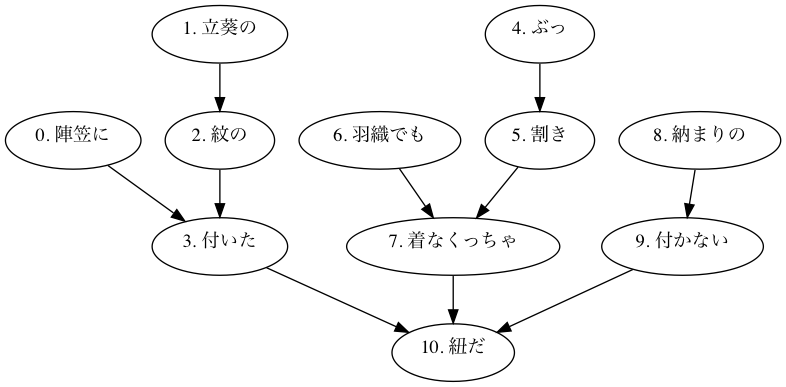 1. 立葵の
4. ぶっ
0. 陣笠に
2. 紋の
6. 羽織でも
5. 割き
8. 納まりの
3. 付いた
7. 着なくっちゃ
9. 付かない
10. 紐だ